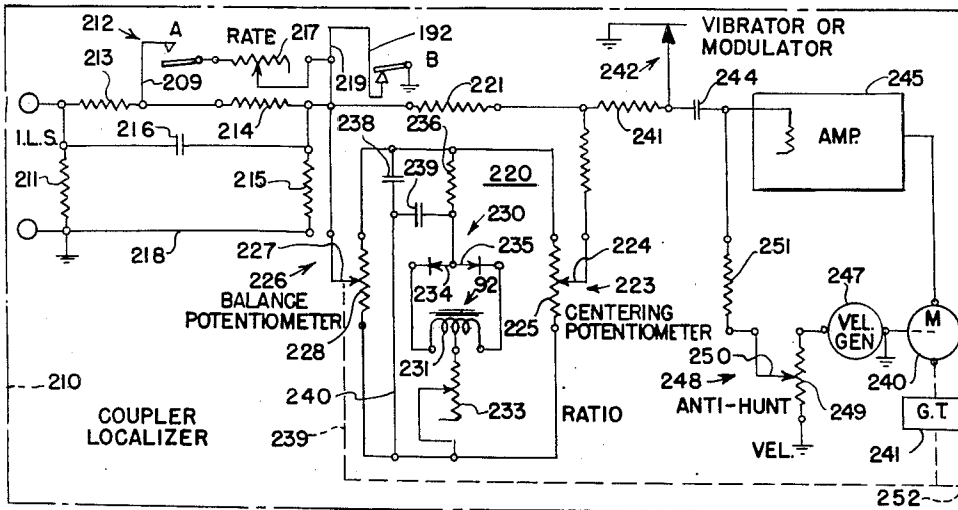 212
A
RATE
217
192
VIBRATOR OR
MODULATOR
213
209
219
B
242
244
245
221
I.L.S.
216
214
238
236
241
AMP.
211
215
239
220
218
230
251
227
235
224
247
226
234
92
223
BALANCE
POTENTIOMETER
228
225
CENTERING
POTENTIOMETER
VEL.
GEN
M
231
250
248
240
210
240
233
RATIO
ANTI-HUNT
249
G.T.
COUPLER
LOCALIZER
239
VEL.
241
252